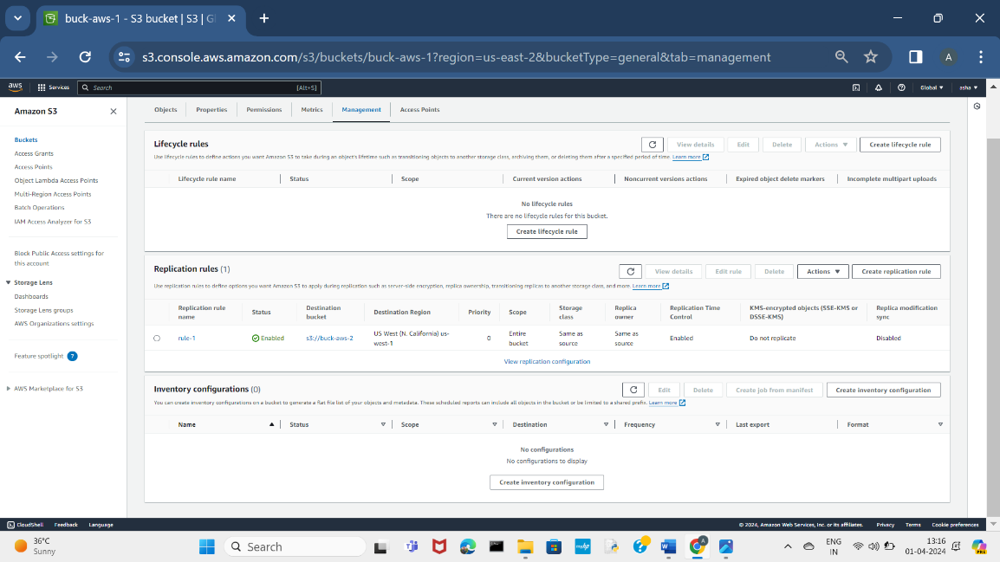 buck-aws-1 - S3 bucket | S3 | Gl
s3.console.aws.amazon.com/s3/buckets/buck-aws-1?region=us-east-2&bucketType=general&tab=management
A
aws Services Search [Alt+S] Global asha
Amazon S3
Buckets
Access Grants
Access Points
Object Lambda Access Points
Multi-Region Access Points
Batch Operations
IAM Access Analyzer for S3
Block Public Access settings for
this account
Storage Lens
Dashboards
Storage Lens groups
AWS Organizations settings
Feature spotlight ?
AWS Marketplace for S3
Objects Properties Permissions Metrics Management Access Points
Lifecycle rules View details Edit Delete Actions Create lifecycle rule
Use lifecycle rules to define actions you want Amazon S3 to take during an object's lifetime such as transitioning objects to another storage class, archiving them, or deleting them after a specified period of time. Learn more
Lifecycle rule name Status Scope Current version actions Noncurrent versions actions Expired object delete markers Incomplete multipart uploads
No lifecycle rules
There are no lifecycle rules for this bucket.
Create lifecycle rule
Replication rules (1) View details Edit rule Delete Actions Create replication rule
Use replication rules to define options you want Amazon S3 to apply during replication such as server-side encryption, replica ownership, transitioning replicas to another storage class, and more. Learn more
Replication rule Status Destination Destination Region Priority Scope Storage Replica Replication Time KMS-encrypted objects (SSE-KMS or Replica modification
name bucket class owner Control DSSE-KMS) sync
rule-1 Enabled s3://buck-aws-2 US West (N. California) us- 0 Entire Same as Same as Enabled Do not replicate Disabled
west-1 bucket source source
View replication configuration
Inventory configurations (0) Edit Delete Create job from manifest Create inventory configuration
You can create inventory configurations on a bucket to generate a flat file list of your objects and metadata. These scheduled reports can include all objects in the bucket or be limited to a shared prefix. Learn more
Name Status Scope Destination Frequency Last export Format
No configurations
No configurations to display
Create inventory configuration
CloudShell Feedback Language © 2024, Amazon Web Services, Inc. or its affiliates. Privacy Terms Cookie preferences
36°C
Sunny
Search
ENG
IN
13:16
01-04-2024